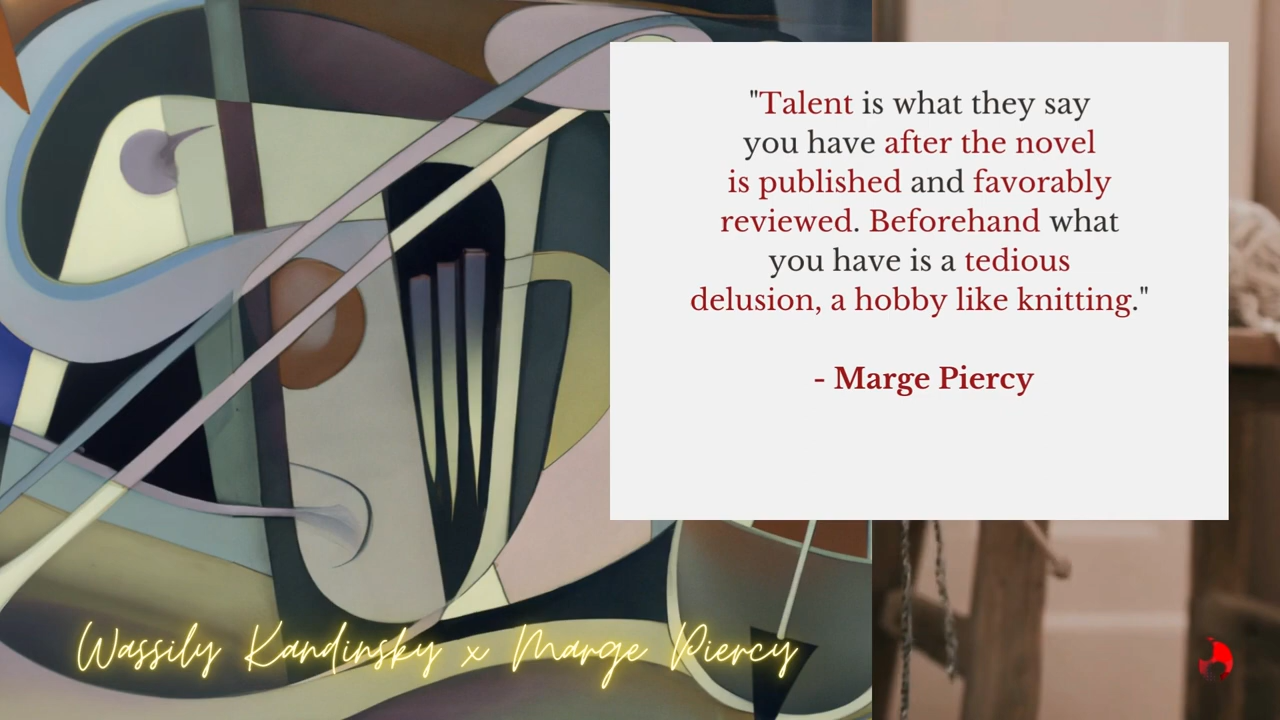 "Talent is what they say
you have after the novel
is published and favorably
reviewed. Beforehand what
you have is a tedious
delusion, a hobby like knitting."
- Marge Piercy
Wassily Kandinsky x Marge Piercy